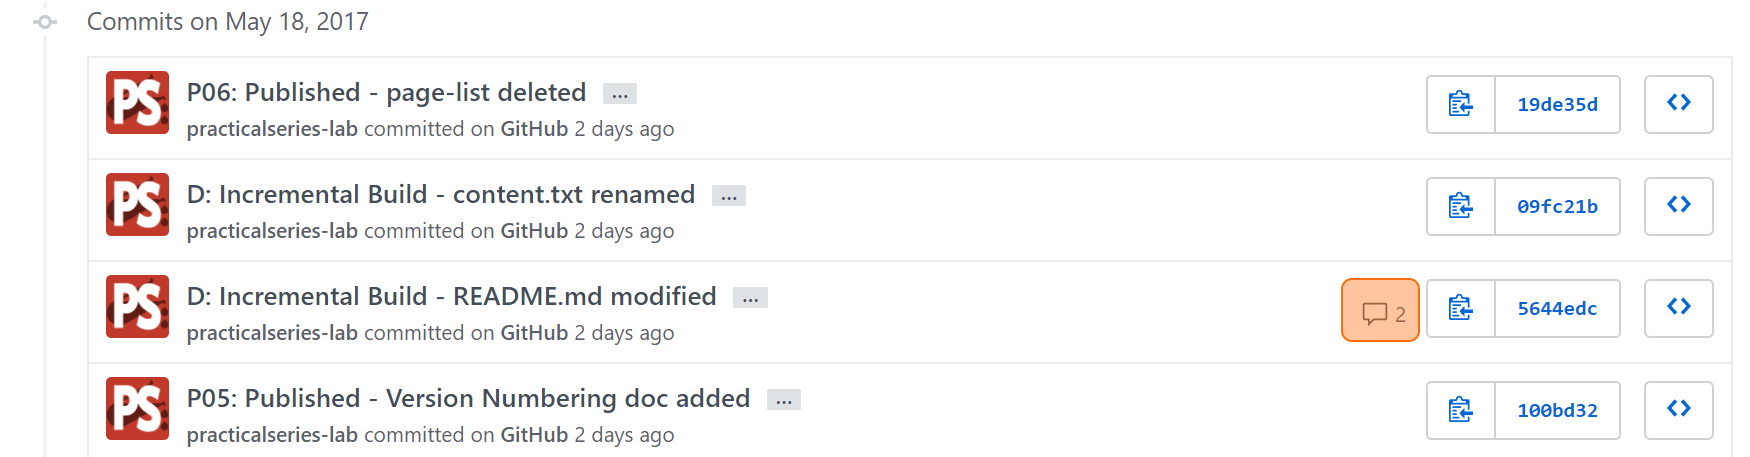 Commits on May 18, 2017
PS P06: Published - page-list deleted ... 19de35d <>
practicalseries-lab committed on GitHub 2 days ago
PS D: Incremental Build - content.txt renamed ... 09fc21b <>
practicalseries-lab committed on GitHub 2 days ago
PS D: Incremental Build - README.md modified ... 2 5644edc <>
practicalseries-lab committed on GitHub 2 days ago
PS P05: Published - Version Numbering doc added ... 100bd32 <>
practicalseries-lab committed on GitHub 2 days ago